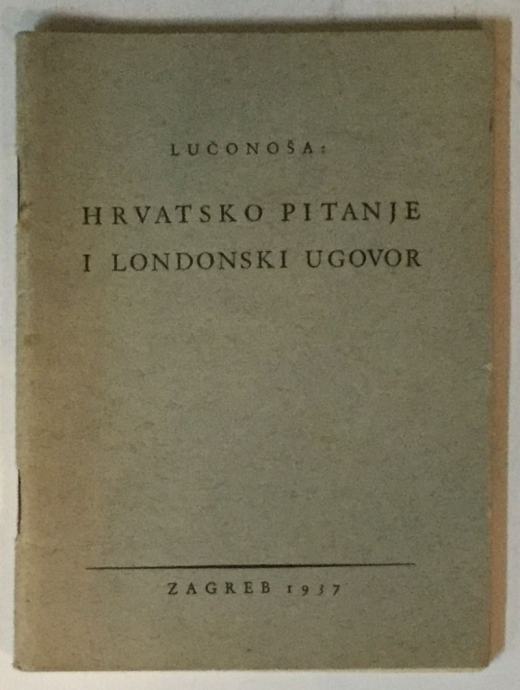 LUČONOŠA:
HRVATSKO PITANJE
I LONDONSKI UGOVOR
ZAGREB 1937